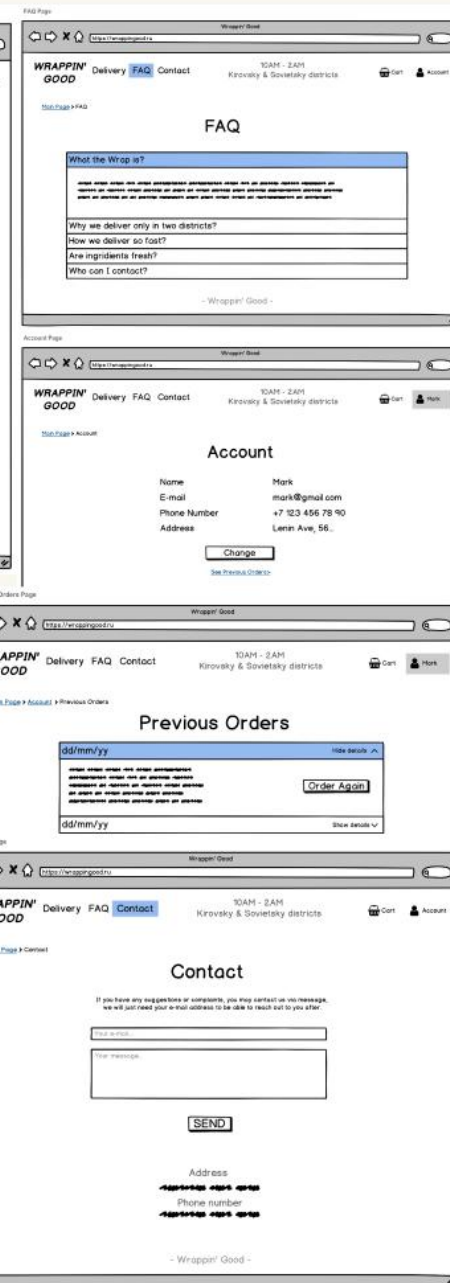 FAQ Page
Wrappin' Good
https://wrappingood.ru
WRAPPIN' GOOD
Delivery FAQ Contact
10AM - 2AM
Kirovsky & Sovietsky districts
Cart
Account
Main Page > FAQ
FAQ
What the Wrap is?
Why we deliver only in two districts?
How we deliver so fast?
Are ingridients fresh?
Who can I contact?
- Wrappin' Good -
Account Page
Wrappin' Good
https://wrappingood.ru
WRAPPIN' GOOD
Delivery FAQ Contact
10AM - 2AM
Kirovsky & Sovietsky districts
Cart
Mark
Main Page > Account
Account
Name Mark
E-mail mark@gmail.com
Phone Number +7 123 456 78 90
Address Lenin Ave, 56...
Change
See Previous Orders>
Orders Page
Wrappin' Good
https://wrappingood.ru
APPIN'
OOD
Delivery FAQ Contact
10AM - 2AM
Kirovsky & Sovietsky districts
Cart
Mark
Page > Account > Previous Orders
Previous Orders
dd/mm/yy Hide details
Order Again
dd/mm/yy Show details
Wrappin' Good
https://wrappingood.ru
APPIN'
OOD
Delivery FAQ Contact
10AM - 2AM
Kirovsky & Sovietsky districts
Cart
Account
Page > Contact
Contact
If you have any suggestions or complaints, you may contact us via message,
we will just need your e-mail address to be able to reach out to you after.
Your e-mail...
Your message...
SEND
Address
Phone number
- Wrappin' Good -